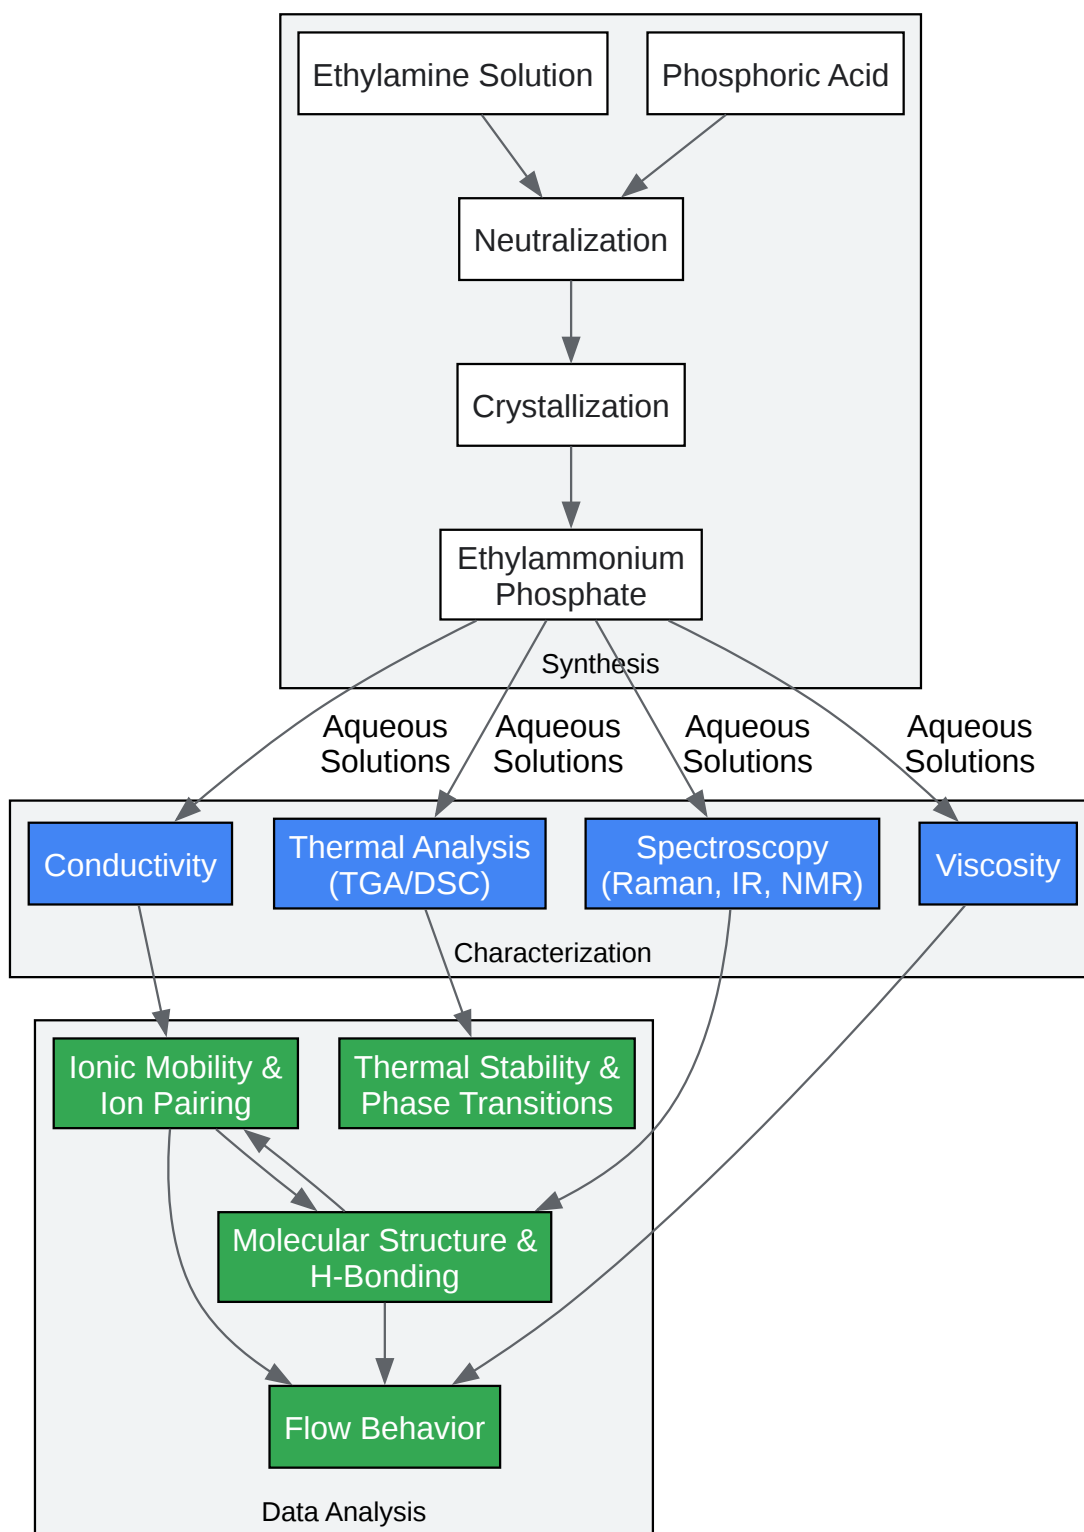 Ethylamine Solution
Phosphoric Acid
Neutralization
Crystallization
Ethylammonium
Phosphate
Synthesis
Aqueous
Solutions
Aqueous
Solutions
Aqueous
Solutions
Aqueous
Solutions
Conductivity
Thermal Analysis
(TGA/DSC)
Spectroscopy
(Raman, IR, NMR)
Viscosity
Characterization
Ionic Mobility &
Ion Pairing
Thermal Stability &
Phase Transitions
Molecular Structure &
H-Bonding
Flow Behavior
Data Analysis